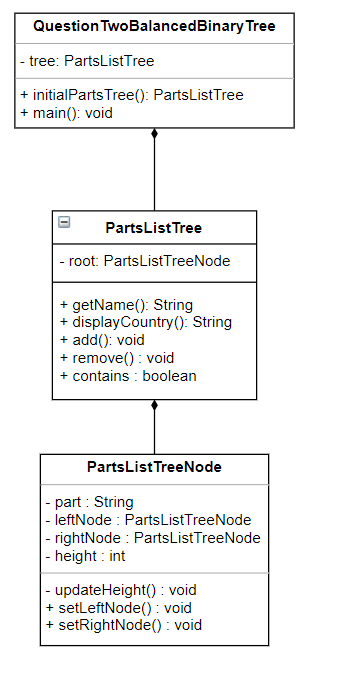 QuestionTwoBalancedBinaryTree
- tree: PartsListTree
+ initialPartsTree(): PartsListTree
+ main(): void
PartsListTree
- root: PartsListTreeNode
+ getName(): String
+ displayCountry(): String
+ add(): void
+ remove() : void
+ contains : boolean
PartsListTreeNode
- part : String
- leftNode : PartsListTreeNode
- rightNode : PartsListTreeNode
- height : int
- updateHeight() : void
+ setLeftNode() : void
+ setRightNode() : void